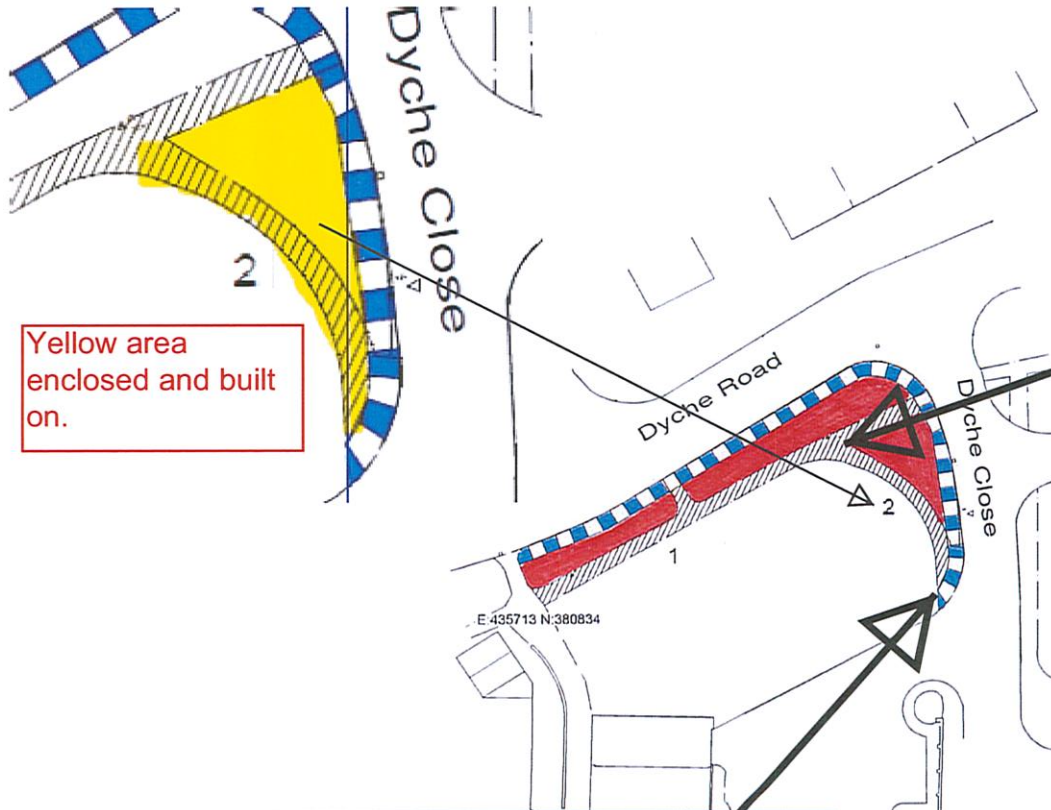 Dyche Close
2
Yellow area
enclosed and built
on.
Dyche Road
Dyche Close
2
1
E:435713 N:380834